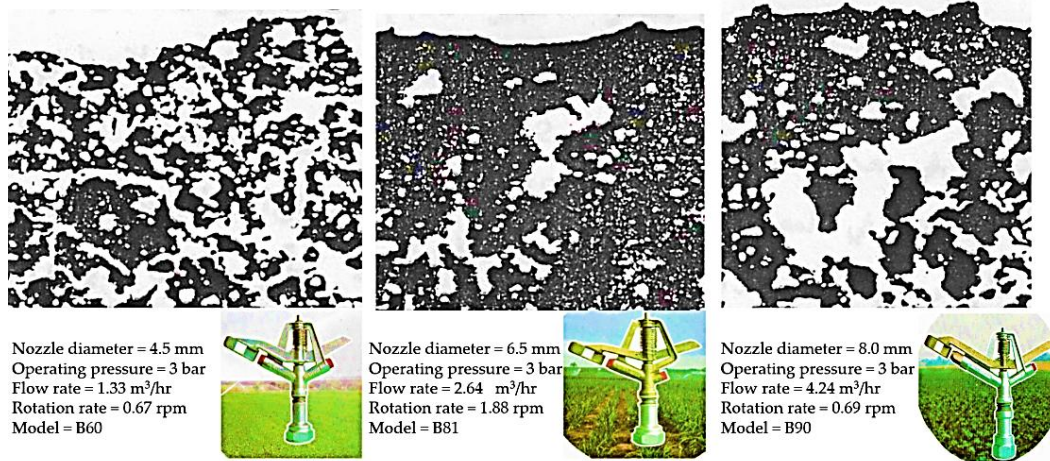 Nozzle diameter = 4.5 mm
Operating pressure = 3 bar
Flow rate = 1.33 m³/hr
Rotation rate = 0.67 rpm
Model = B60
Nozzle diameter = 6.5 mm
Operating pressure = 3 bar
Flow rate = 2.64 m³/hr
Rotation rate = 1.88 rpm
Model = B81
Nozzle diameter = 8.0 mm
Operating pressure = 3 bar
Flow rate = 4.24 m³/hr
Rotation rate = 0.69 rpm
Model = B90